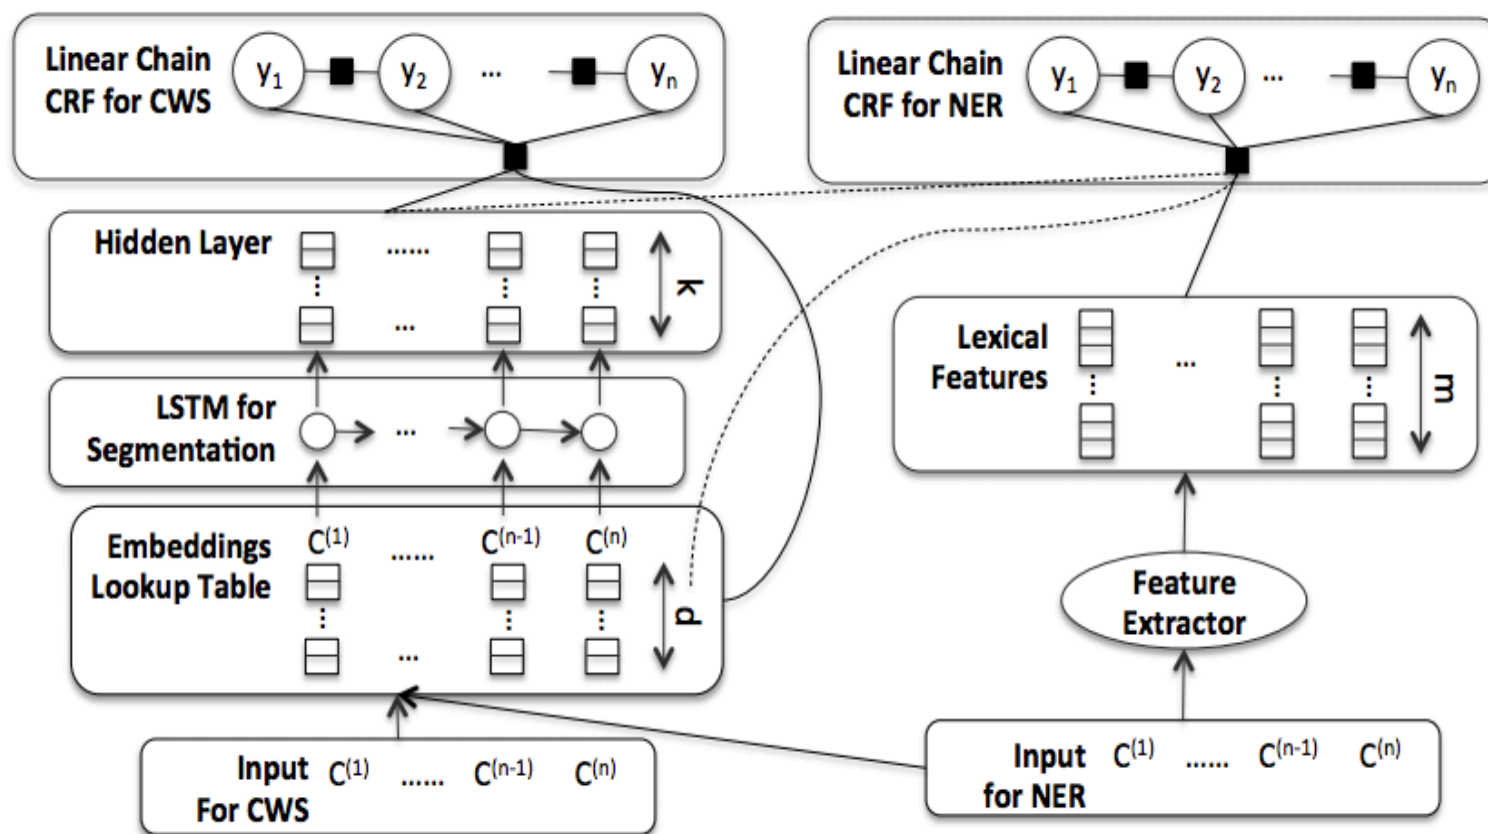 Linear Chain
CRF for CWS
y1 y2 ... yn
Linear Chain
CRF for NER
y1 y2 ... yn
Hidden Layer
......
...
k
LSTM for
Segmentation
...
Embeddings
Lookup Table
C(1) ...... C(n-1) C(n)
...
d
Lexical
Features
...
m
Feature
Extractor
Input
For CWS
C(1) ...... C(n-1) C(n)
Input
for NER
C(1) ...... C(n-1) C(n)